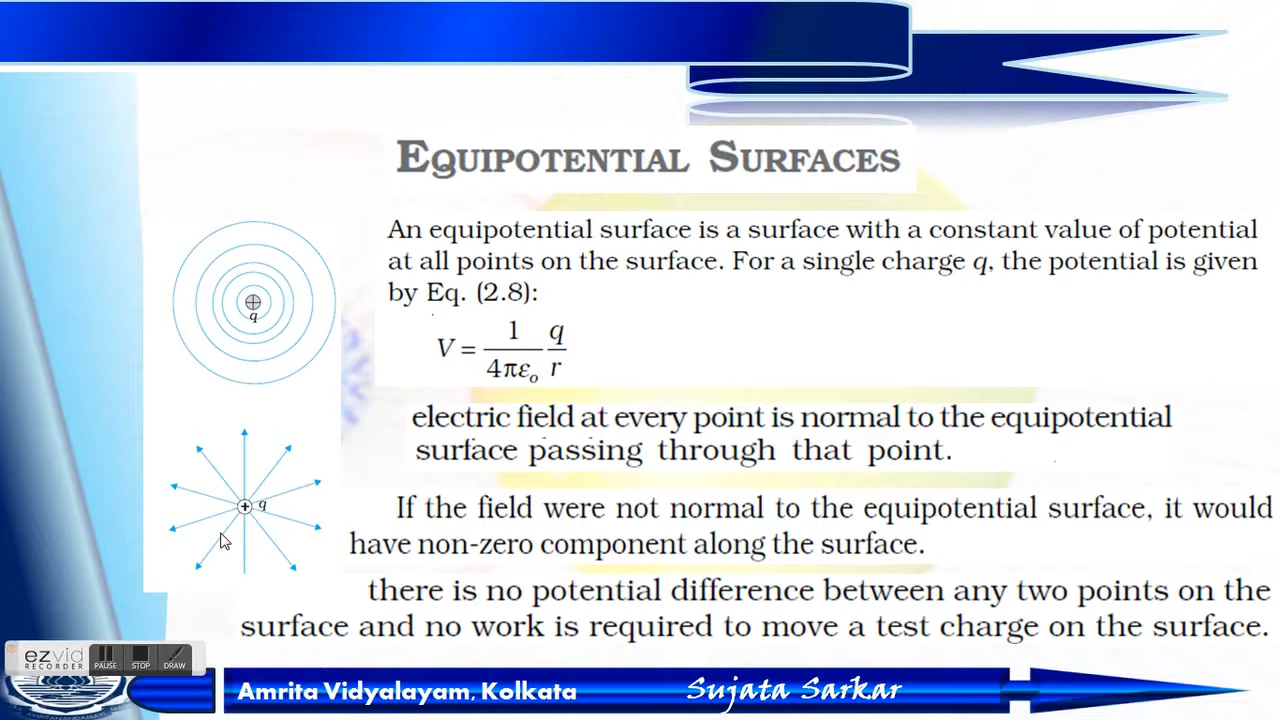 EQUIPOTENTIAL SURFACES
An equipotential surface is a surface with a constant value of potential
at all points on the surface. For a single charge q, the potential is given
by Eq. (2.8):
V = 1/4πε₀ q/r
q
electric field at every point is normal to the equipotential
surface passing through that point.
q
If the field were not normal to the equipotential surface, it would
have non-zero component along the surface.
there is no potential difference between any two points on the
surface and no work is required to move a test charge on the surface.
ezvid
RECORDER
PAUSE
STOP
DRAW
Amrita Vidyalayam, Kolkata
Sujata Sarkar